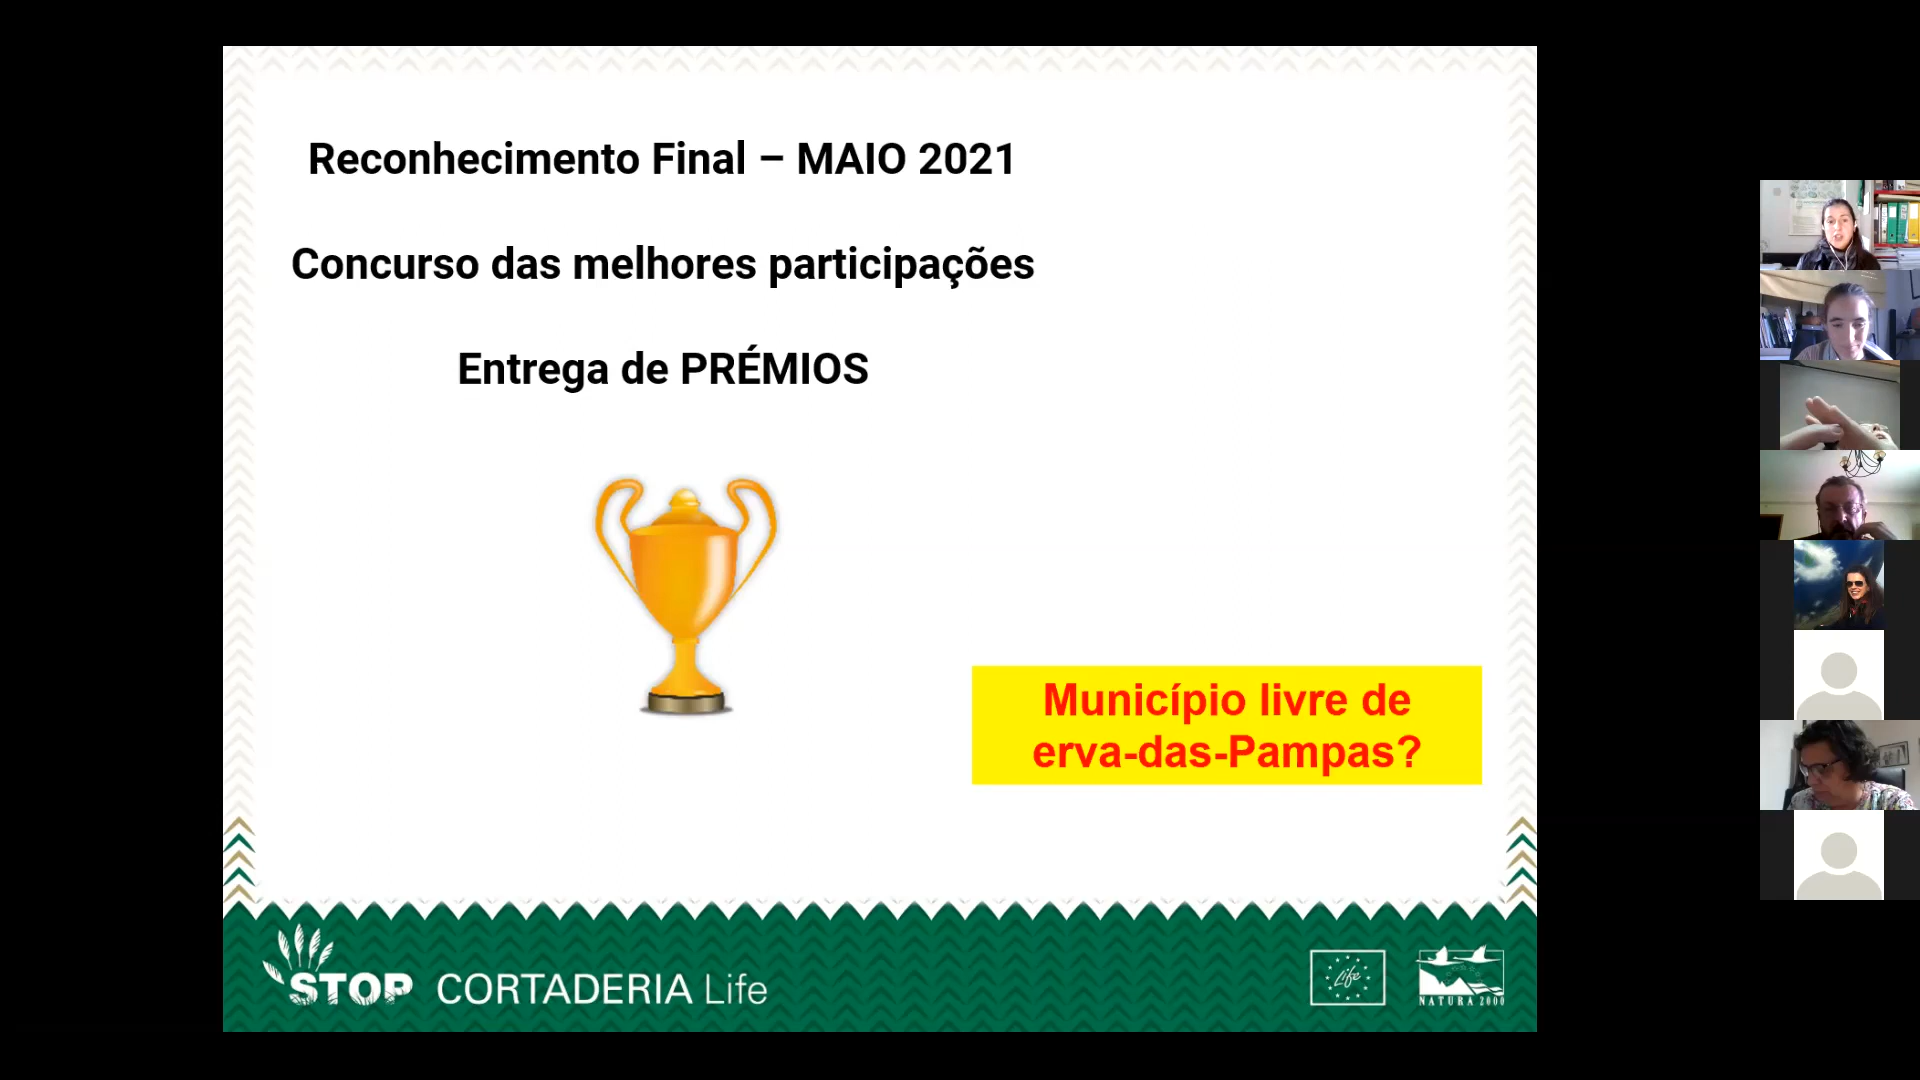 Reconhecimento Final – MAIO 2021
Concurso das melhores participações
Entrega de PRÉMIOS
Município livre de
erva-das-Pampas?
STOP CORTADERIA Life
Life
NATURA 2000